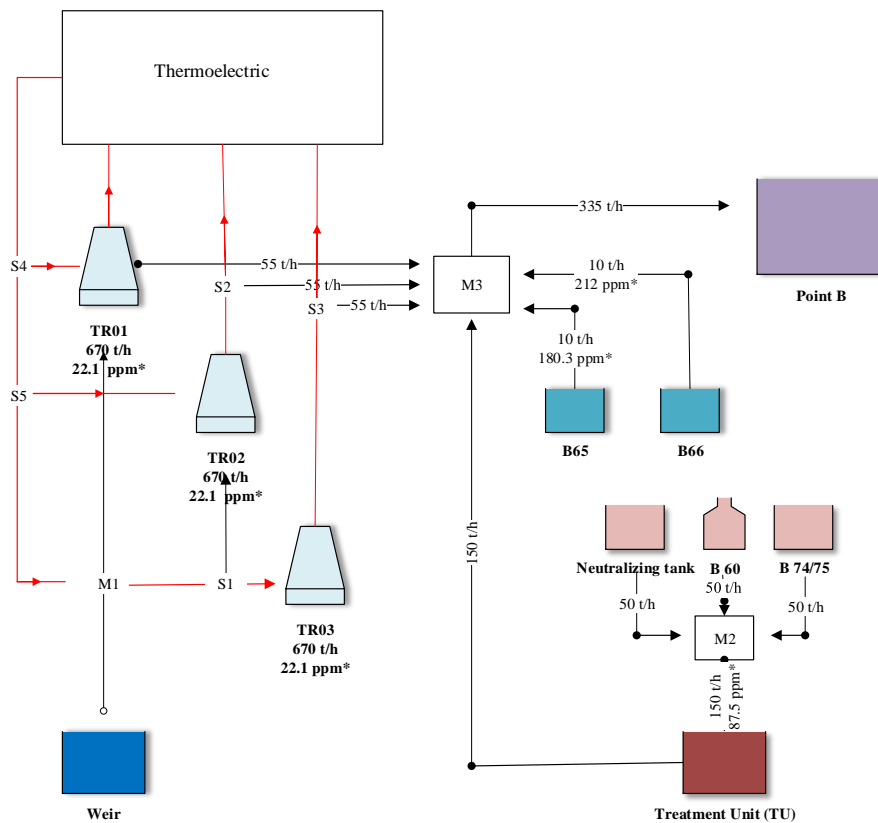 Thermoelectric
S4
55 t/h
S2
55 t/h
S3
55 t/h
M3
335 t/h
10 t/h
212 ppm*
Point B
TR01
670 t/h
22.1 ppm*
10 t/h
180.3 ppm*
S5
B65
B66
TR02
670 t/h
22.1 ppm*
150 t/h
Neutralizing tank
B 60
B 74/75
50 t/h
50 t/h
50 t/h
M1
S1
M2
TR03
670 t/h
22.1 ppm*
150 t/h
87.5 ppm*
Weir
Treatment Unit (TU)